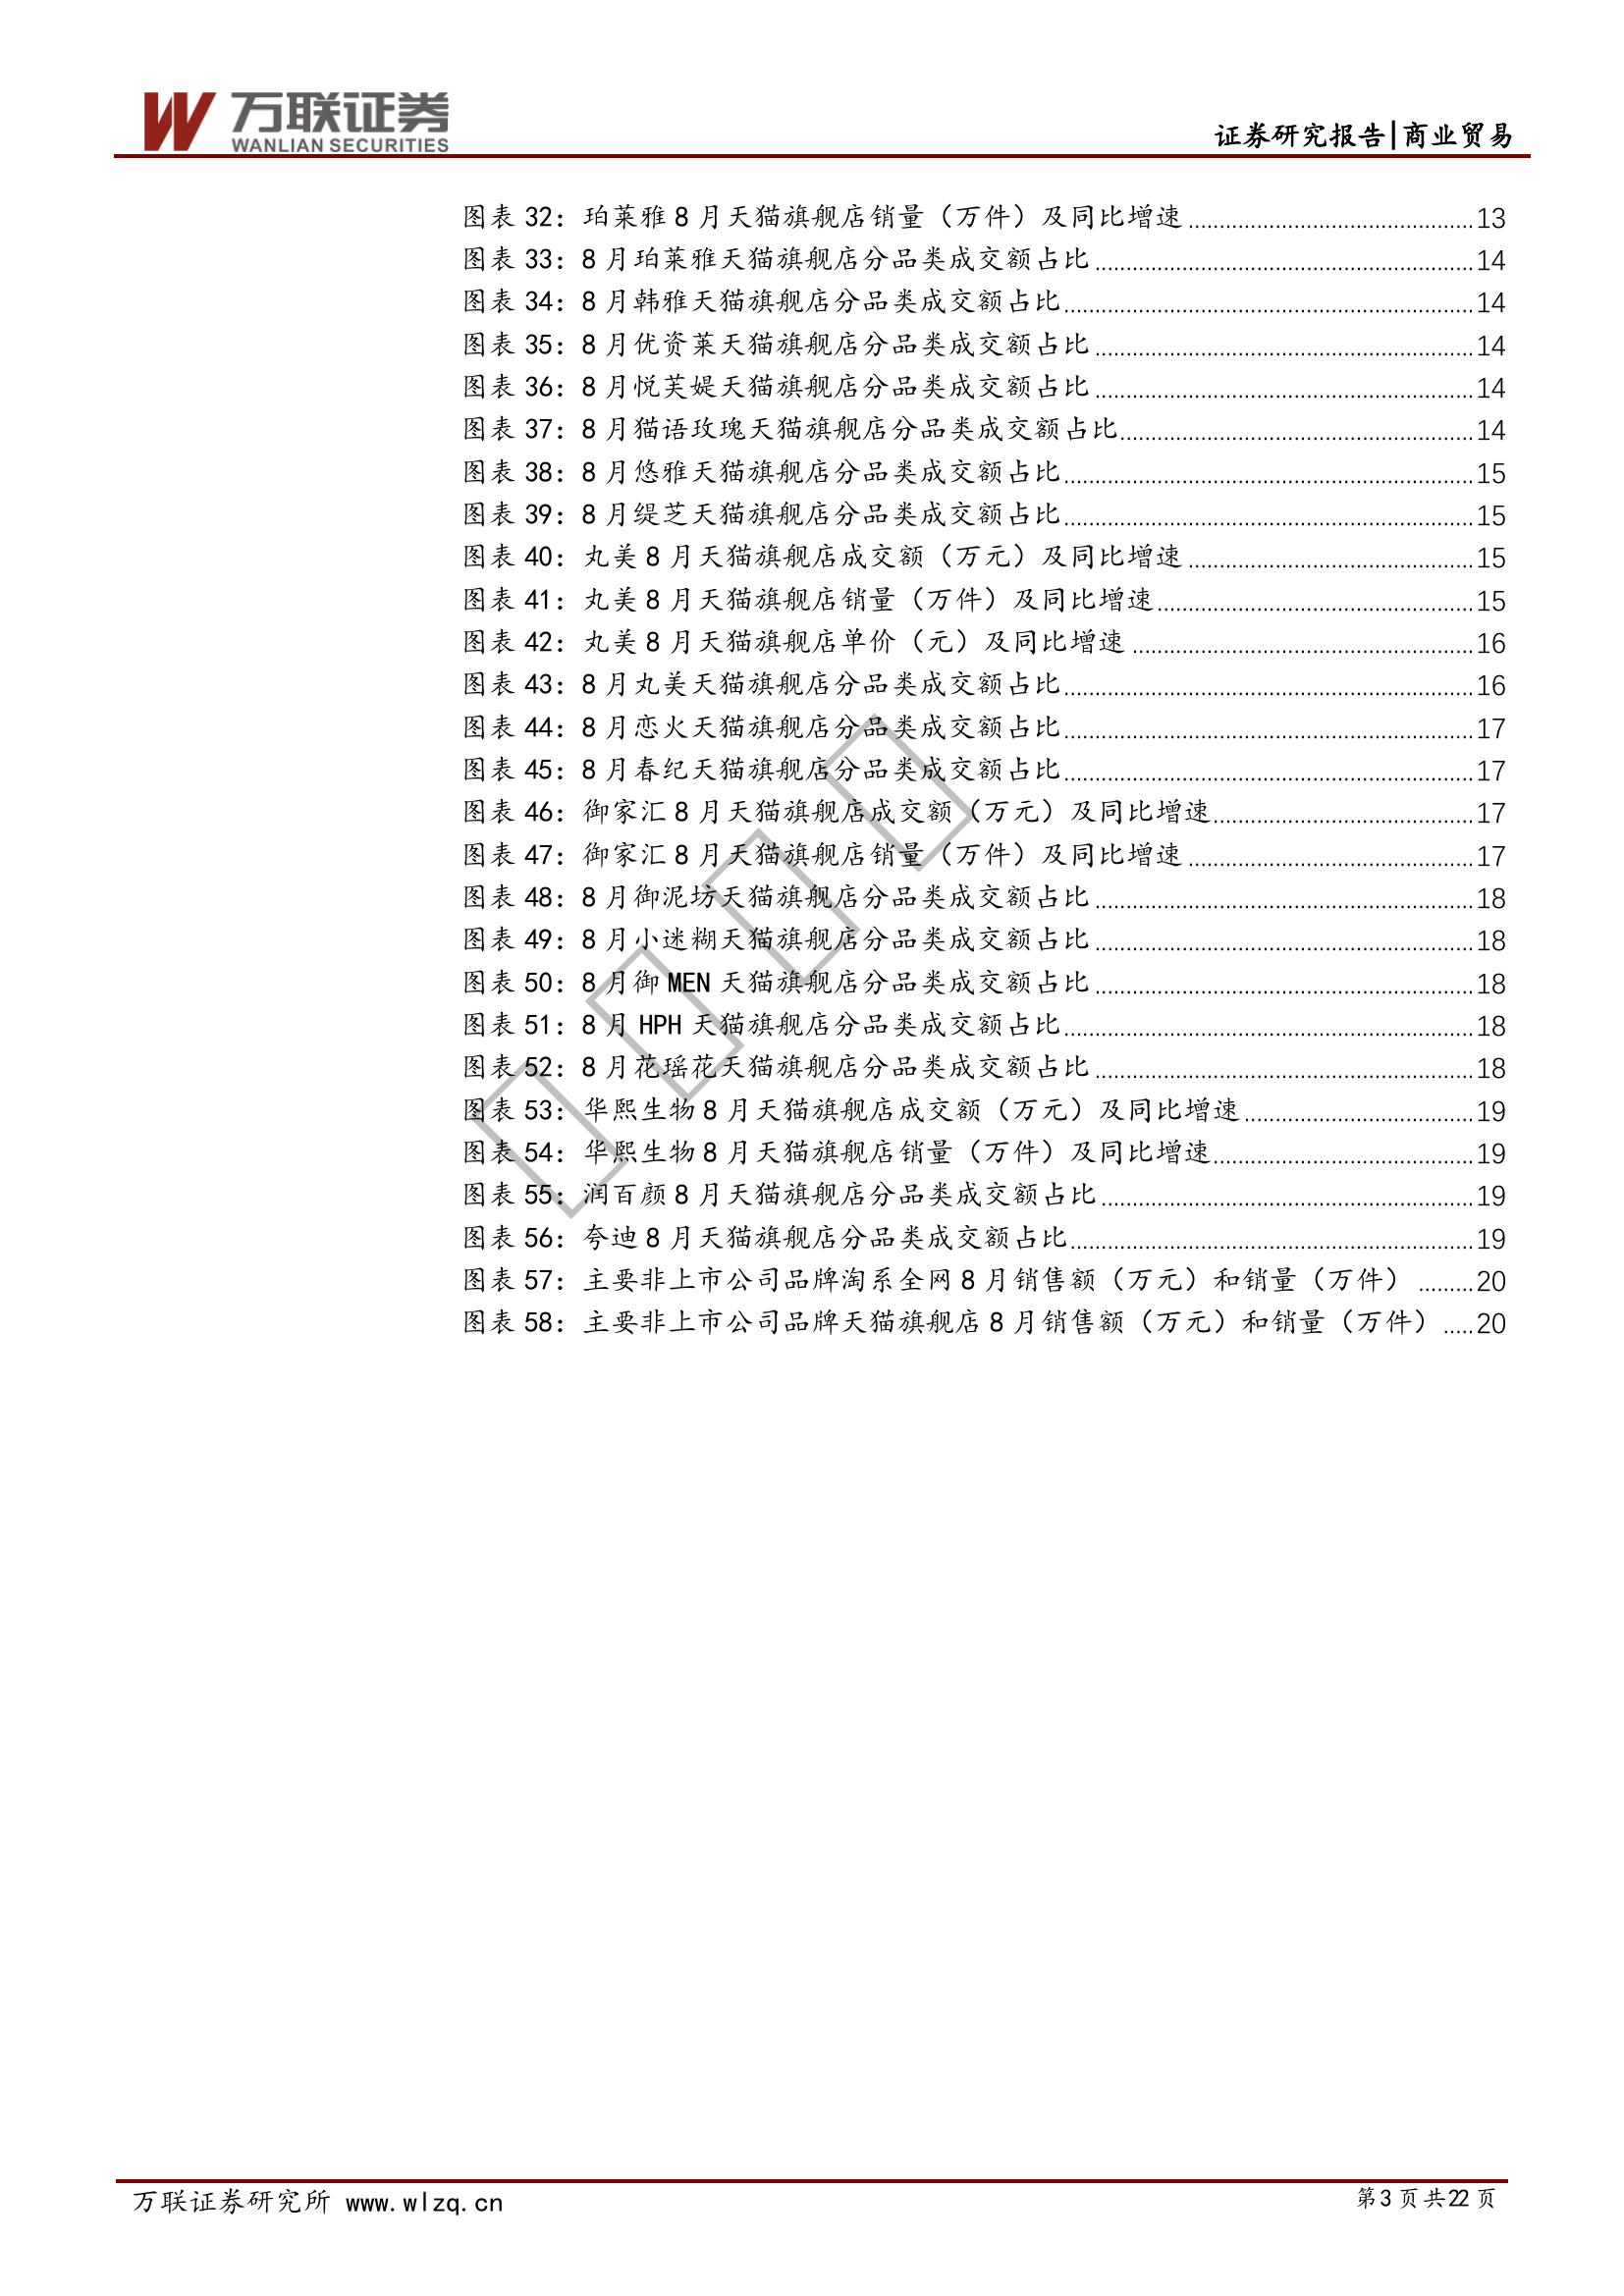 万联证券
WANLIAN SECURITIES
证券研究报告|商业贸易
图表 32：珀莱雅 8 月天猫旗舰店销量（万件）及同比增速..............................................13
图表 33：8 月珀莱雅天猫旗舰店分品类成交额占比..............................................14
图表 34：8 月韩雅天猫旗舰店分品类成交额占比..............................................14
图表 35：8 月优资莱天猫旗舰店分品类成交额占比..............................................14
图表 36：8 月悦芙媞天猫旗舰店分品类成交额占比..............................................14
图表 37：8 月猫语玫瑰天猫旗舰店分品类成交额占比..............................................14
图表 38：8 月悠雅天猫旗舰店分品类成交额占比..............................................15
图表 39：8 月缇芝天猫旗舰店分品类成交额占比..............................................15
图表 40：丸美 8 月天猫旗舰店成交额（万元）及同比增速..............................................15
图表 41：丸美 8 月天猫旗舰店销量（万件）及同比增速..............................................15
图表 42：丸美 8 月天猫旗舰店单价（元）及同比增速..............................................16
图表 43：8 月丸美天猫旗舰店分品类成交额占比..............................................16
图表 44：8 月恋火天猫旗舰店分品类成交额占比..............................................17
图表 45：8 月春纪天猫旗舰店分品类成交额占比..............................................17
图表 46：御家汇 8 月天猫旗舰店成交额（万元）及同比增速..............................................17
图表 47：御家汇 8 月天猫旗舰店销量（万件）及同比增速..............................................17
图表 48：8 月御泥坊天猫旗舰店分品类成交额占比..............................................18
图表 49：8 月小迷糊天猫旗舰店分品类成交额占比..............................................18
图表 50：8 月御 MEN 天猫旗舰店分品类成交额占比..............................................18
图表 51：8 月 HPH 天猫旗舰店分品类成交额占比..............................................18
图表 52：8 月花瑶花天猫旗舰店分品类成交额占比..............................................18
图表 53：华熙生物 8 月天猫旗舰店成交额（万元）及同比增速..............................................19
图表 54：华熙生物 8 月天猫旗舰店销量（万件）及同比增速..............................................19
图表 55：润百颜 8 月天猫旗舰店分品类成交额占比..............................................19
图表 56：夸迪 8 月天猫旗舰店分品类成交额占比..............................................19
图表 57：主要非上市公司品牌淘系全网 8 月销售额（万元）和销量（万件）.........20
图表 58：主要非上市公司品牌天猫旗舰店 8 月销售额（万元）和销量（万件）.....20
万联证券研究所 www.wlzq.cn
第 3 页 共 22 页